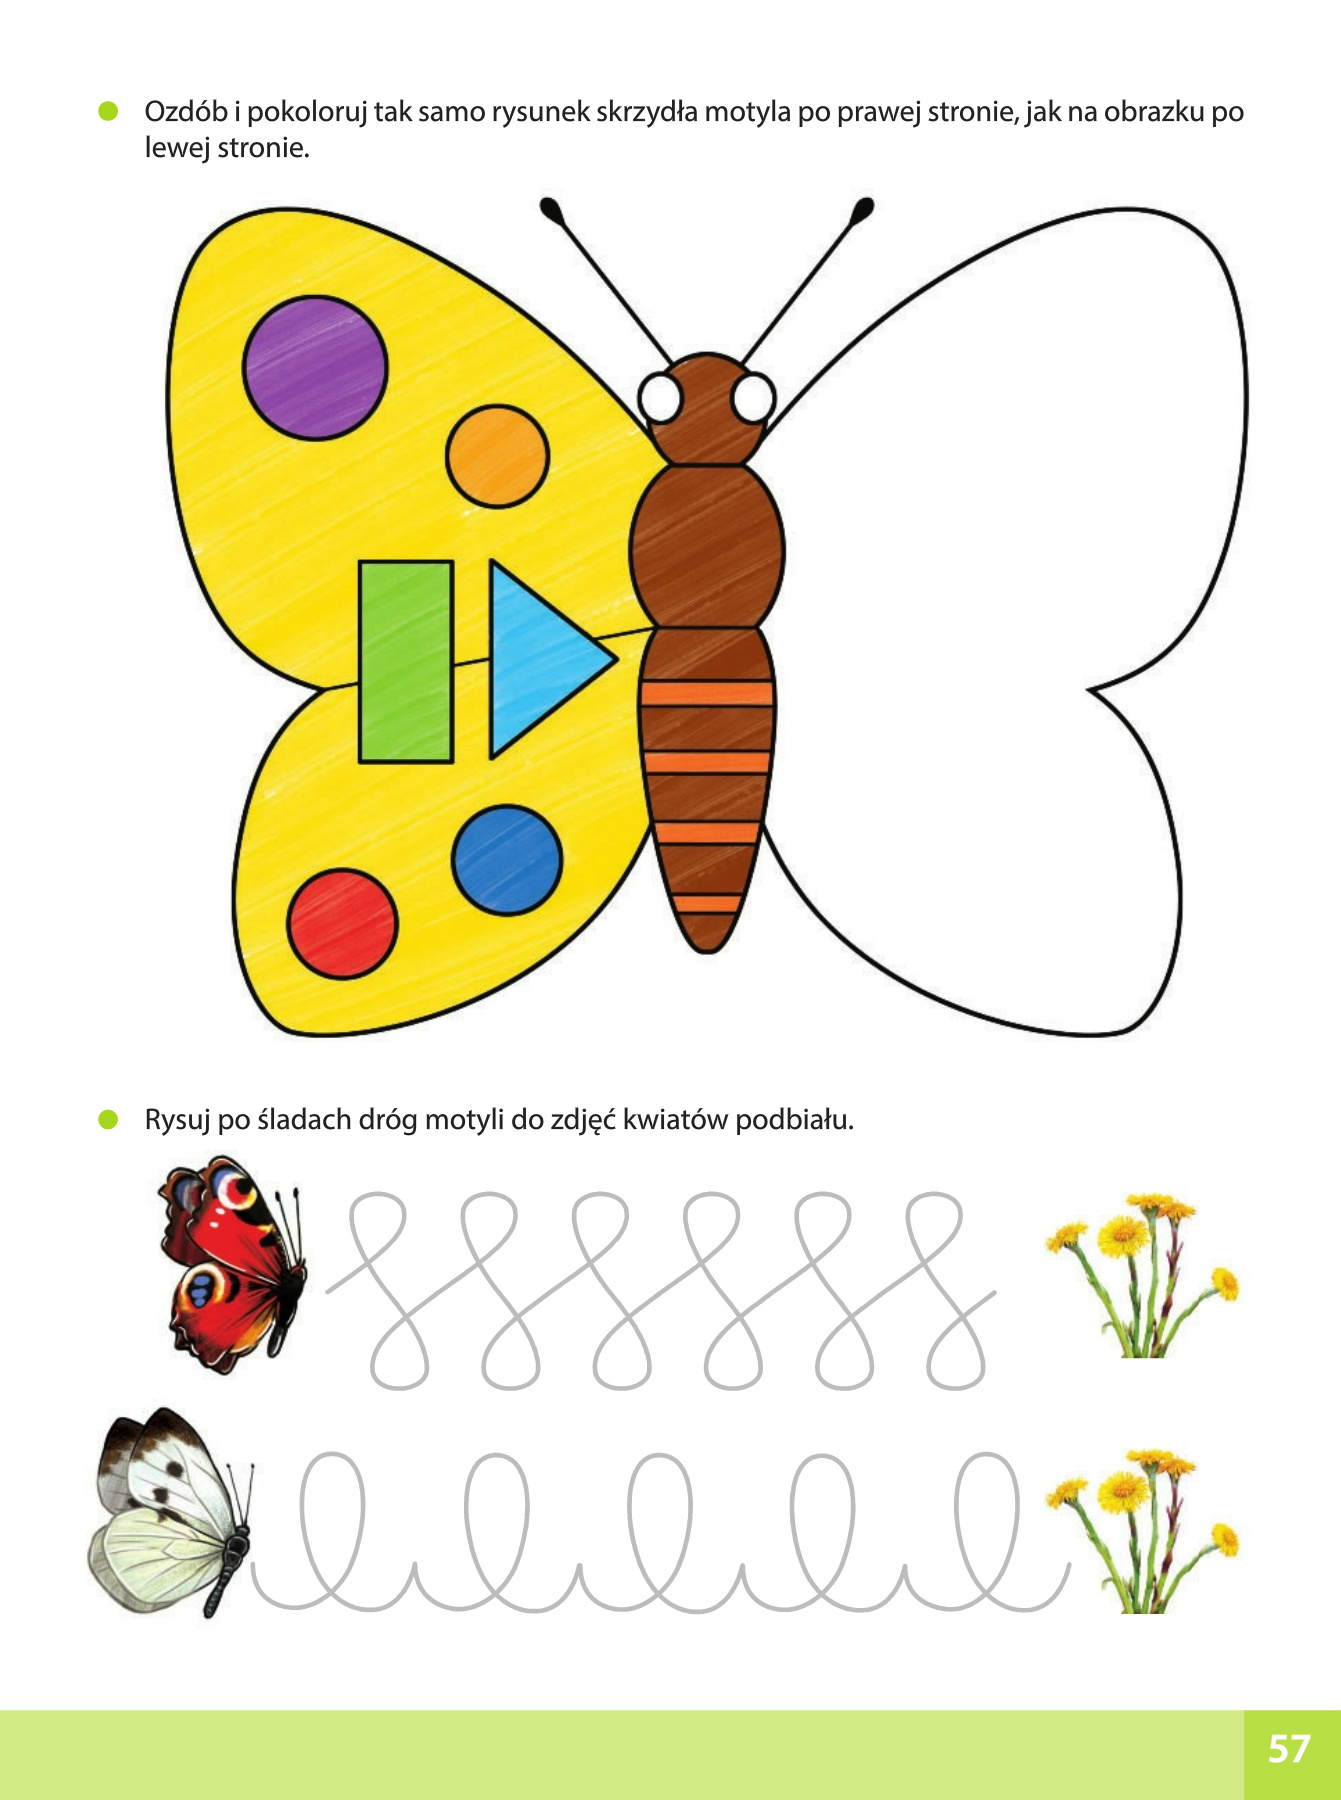 Ozdób i pokoloruj tak samo rysunek skrzydła motyla po prawej stronie, jak na obrazku po
lewej stronie.
Rysuj po śladach dróg motyli do zdjęć kwiatów podbiału.
57